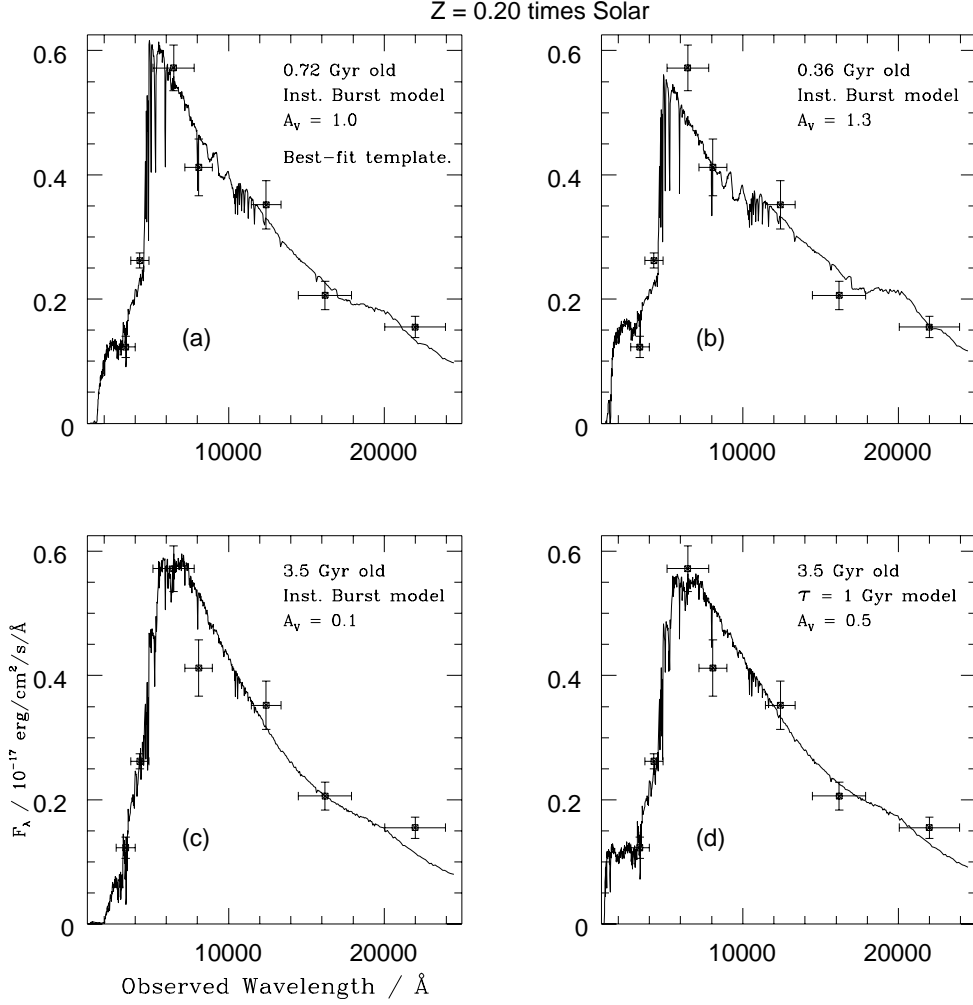 Z = 0.20 times Solar
0.6
0.4
0.2
0
0.72 Gyr old
Inst. Burst model
A_V = 1.0
Best-fit template.
(a)
10000
20000
0.6
0.4
0.2
0
0.36 Gyr old
Inst. Burst model
A_V = 1.3
(b)
10000
20000
0.6
0.4
0.2
0
3.5 Gyr old
Inst. Burst model
A_V = 0.1
(c)
10000
20000
F_λ / 10^-17 erg/cm^2/s/Å
Observed Wavelength / Å
0.6
0.4
0.2
0
3.5 Gyr old
τ = 1 Gyr model
A_V = 0.5
(d)
10000
20000